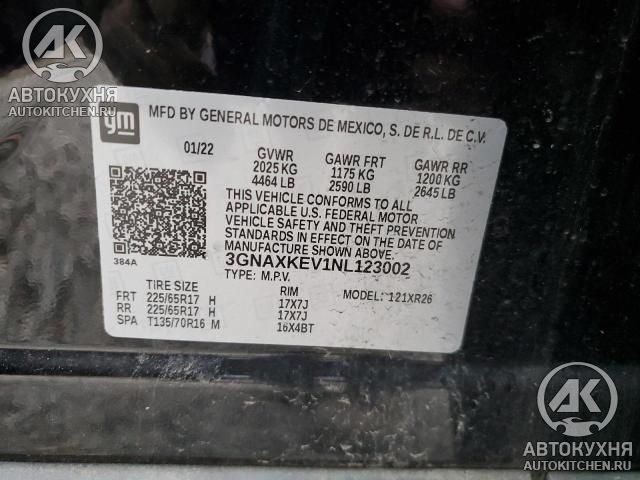 AK
АВТОКУХНЯ
AUTOKITCHEN.RU
gm
MFD BY GENERAL MOTORS DE MEXICO, S. DE R.L. DE C.V.
01/22 GVWR GAWR FRT GAWR RR
2025 KG 1175 KG 1200 KG
4464 LB 2590 LB 2645 LB
THIS VEHICLE CONFORMS TO ALL
APPLICABLE U.S. FEDERAL MOTOR
VEHICLE SAFETY AND THEFT PREVENTION
STANDARDS IN EFFECT ON THE DATE OF
MANUFACTURE SHOWN ABOVE.
384A
3GNAXKEV1NL123002
TYPE: M.P.V. MODEL: 121XR26
TIRE SIZE RIM
FRT 225/65R17 H 17X7J
RR 225/65R17 H 17X7J
SPA T135/70R16 M 16X4BT
AK
АВТОКУХНЯ
AUTOKITCHEN.RU